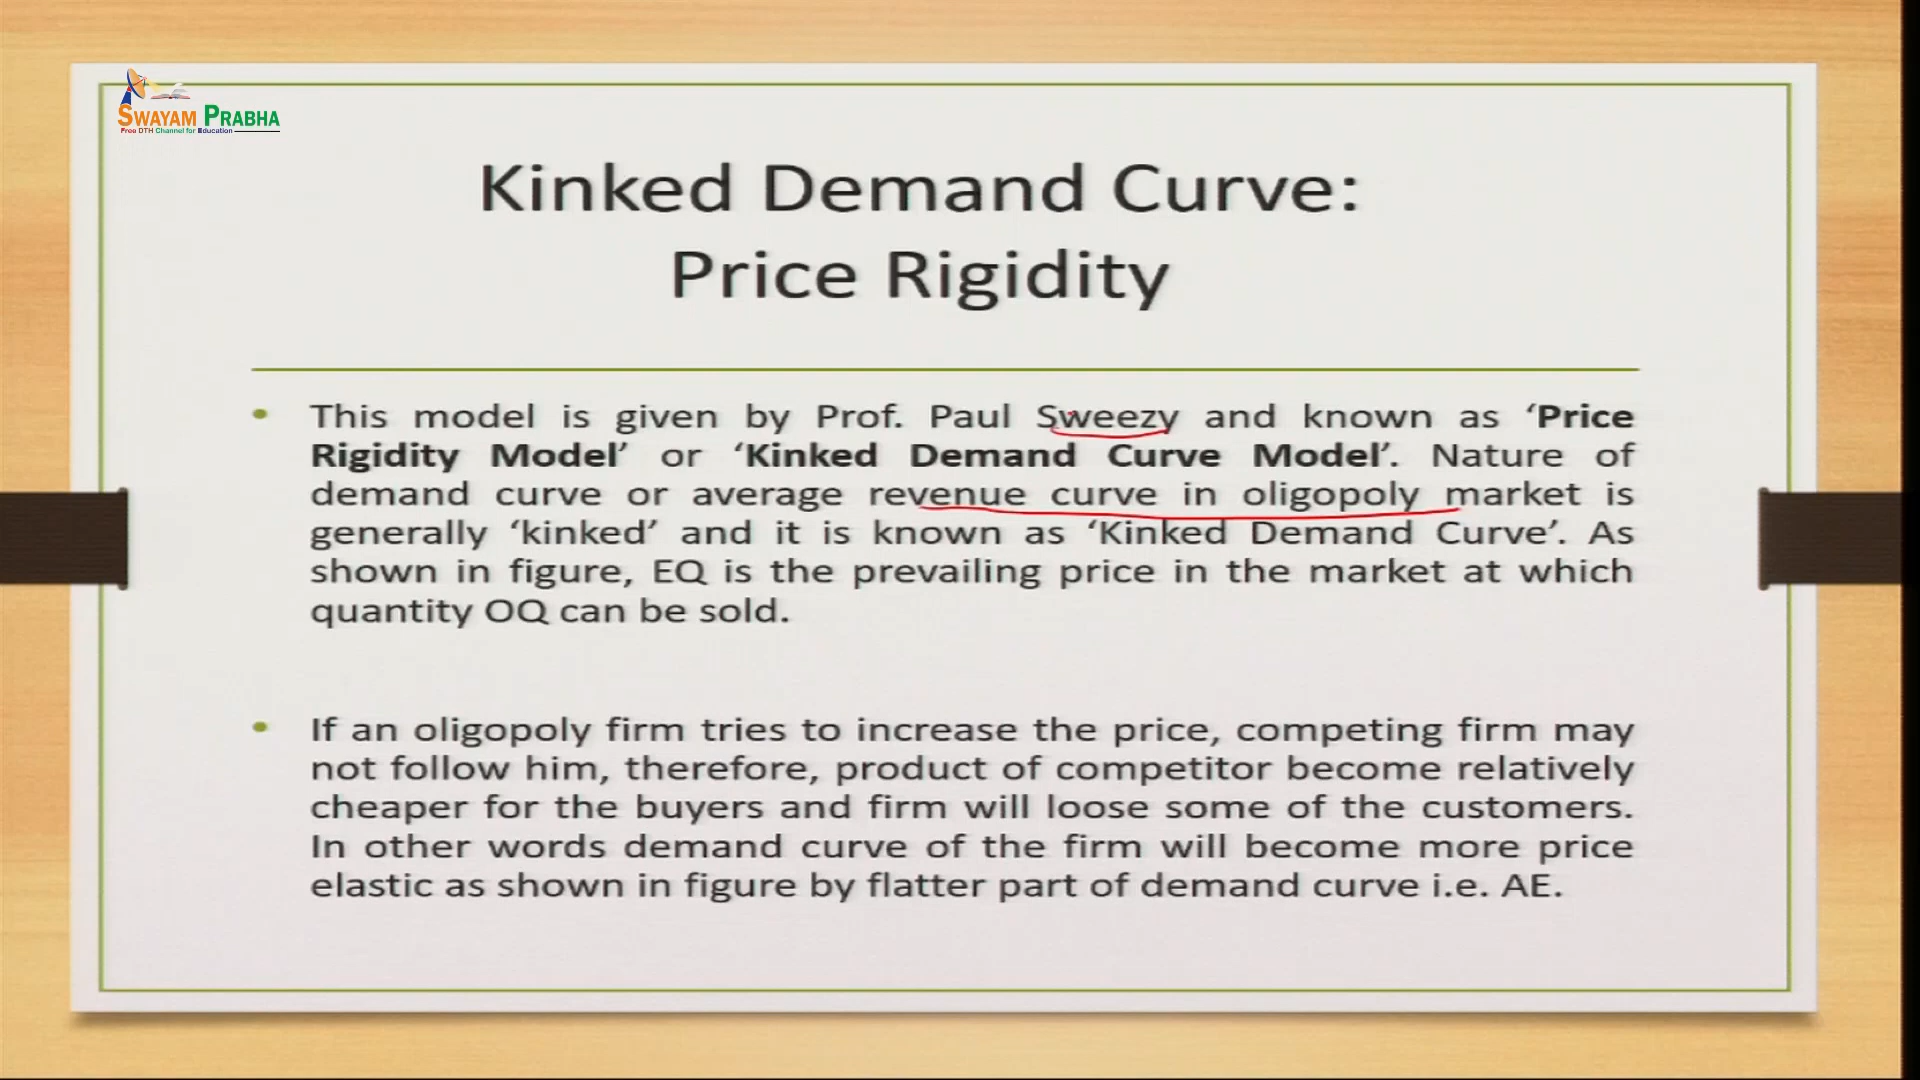 SWAYAM PRABHA
Free DTH Channel for Education
Kinked Demand Curve:
Price Rigidity
• This model is given by Prof. Paul Sweezy and known as ‘Price
Rigidity Model’ or ‘Kinked Demand Curve Model’. Nature of
demand curve or average revenue curve in oligopoly market is
generally ‘kinked’ and it is known as ‘Kinked Demand Curve’. As
shown in figure, EQ is the prevailing price in the market at which
quantity OQ can be sold.
• If an oligopoly firm tries to increase the price, competing firm may
not follow him, therefore, product of competitor become relatively
cheaper for the buyers and firm will loose some of the customers.
In other words demand curve of the firm will become more price
elastic as shown in figure by flatter part of demand curve i.e. AE.